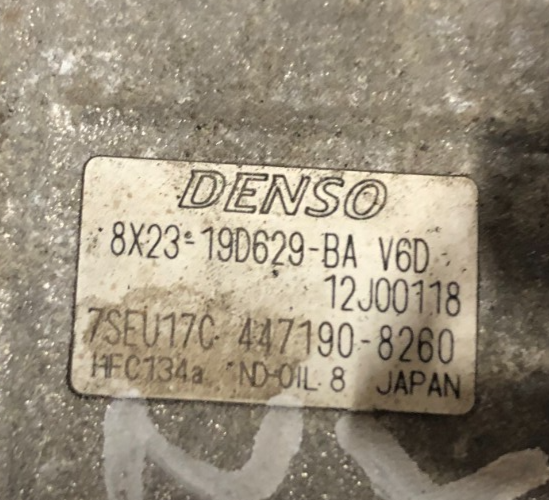 DENSO
8X23-19D629-BA V6D
12J00118
7SEU17C 447190-8260
HFC134a ND-OIL 8 JAPAN